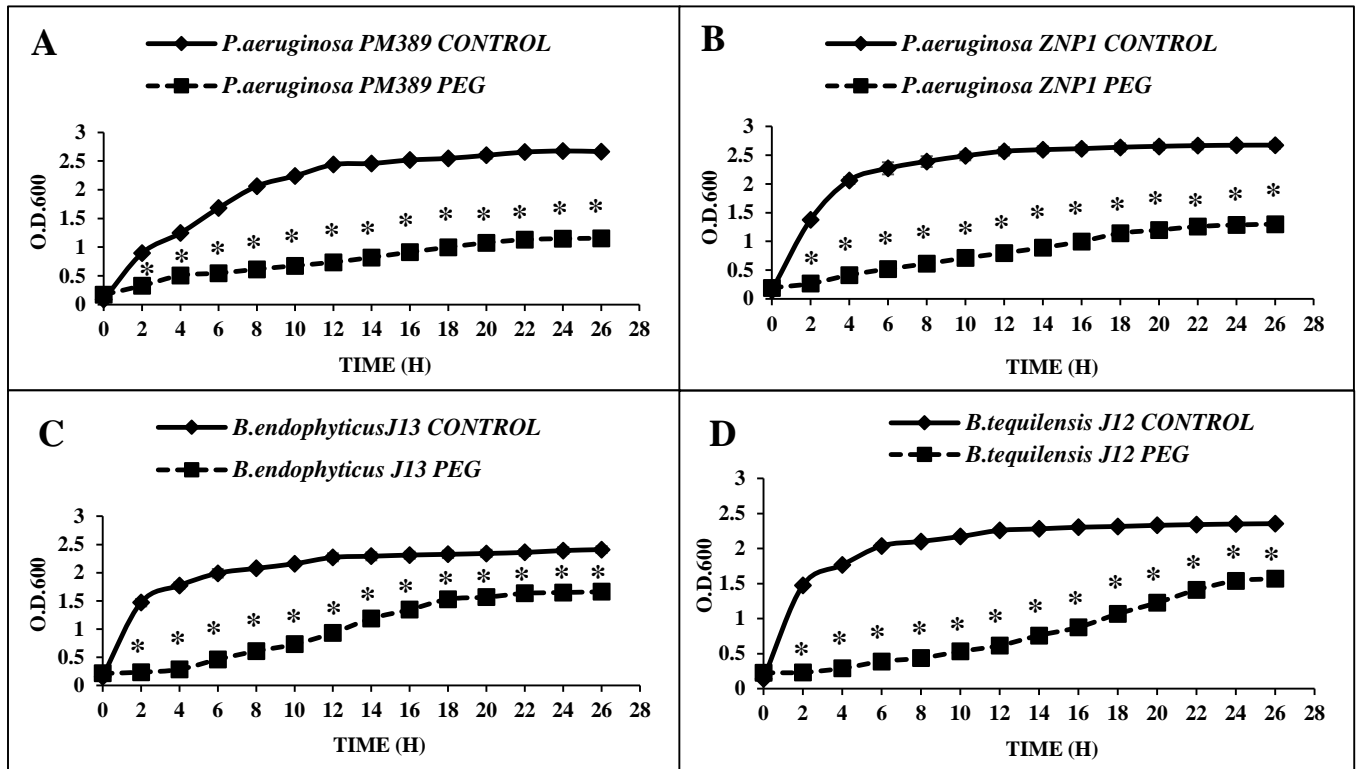 A
P.aeruginosa PM389 CONTROL
P.aeruginosa PM389 PEG
3
2.5
2
1.5
1
0.5
0
O.D.600
* * * * * * * * * * * * *
0 2 4 6 8 10 12 14 16 18 20 22 24 26 28
TIME (H)
B
P.aeruginosa ZNP1 CONTROL
P.aeruginosa ZNP1 PEG
3
2.5
2
1.5
1
0.5
0
O.D.600
* * * * * * * * * * * * *
0 2 4 6 8 10 12 14 16 18 20 22 24 26 28
TIME (H)
C
B.endophyticusJ13 CONTROL
B.endophyticus J13 PEG
3
2.5
2
1.5
1
0.5
0
O.D.600
* * * * * * * * * * * * *
0 2 4 6 8 10 12 14 16 18 20 22 24 26 28
TIME (H)
D
B.tequilensis J12 CONTROL
B.tequilensis J12 PEG
3
2.5
2
1.5
1
0.5
0
O.D.600
* * * * * * * * * * * * *
0 2 4 6 8 10 12 14 16 18 20 22 24 26 28
TIME (H)